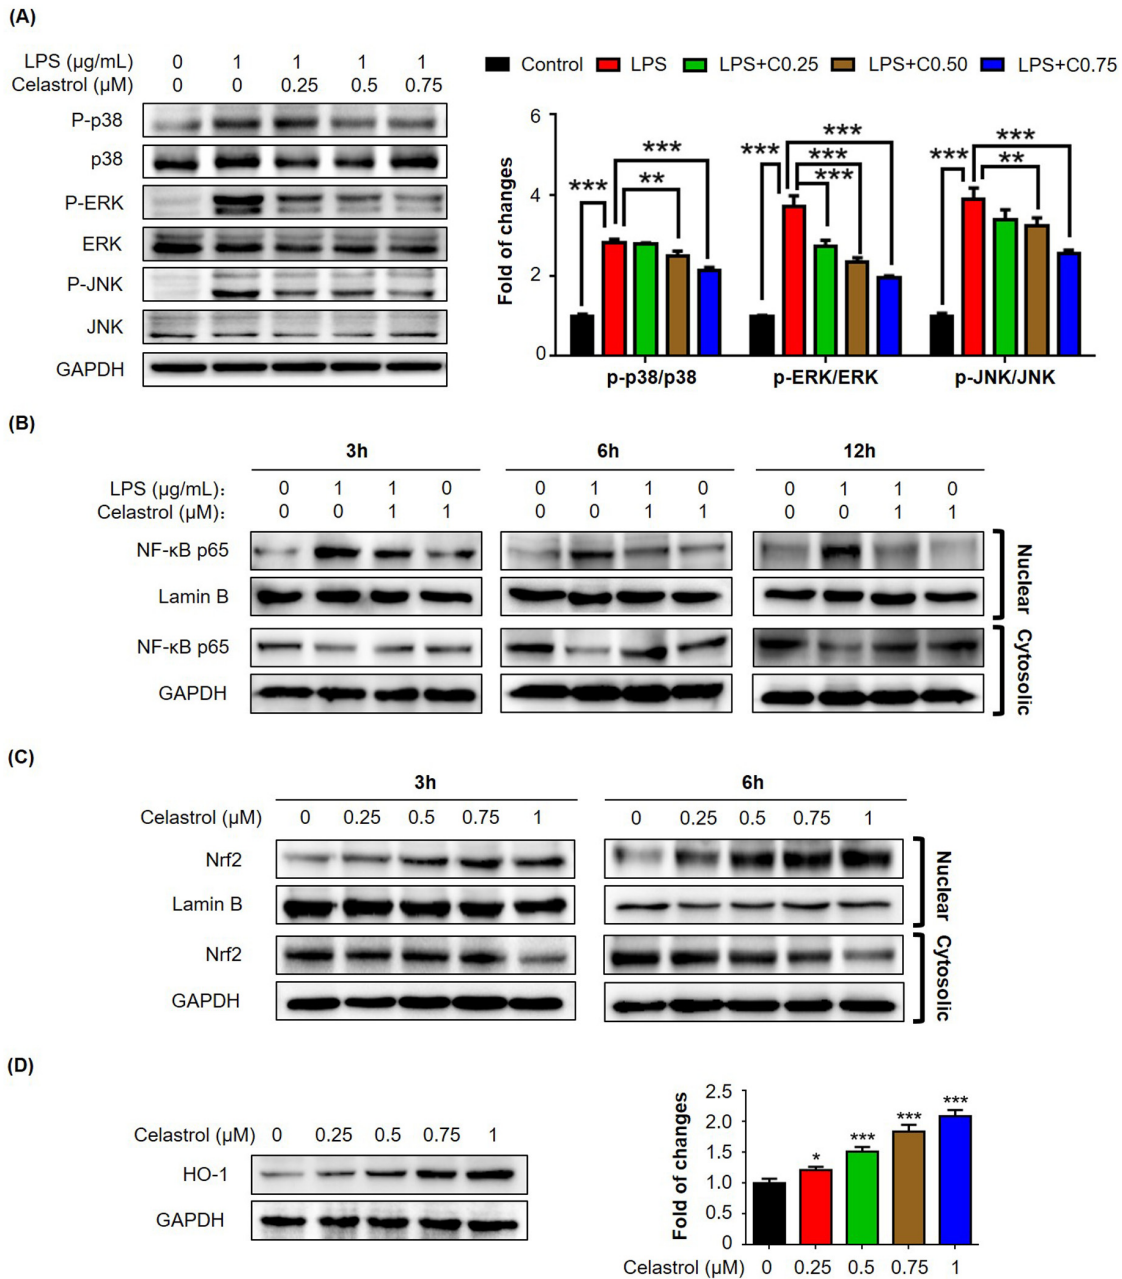 (A)
LPS (μg/mL) 0 1 1 1 1
Celastrol (μM) 0 0 0.25 0.5 0.75
P-p38
p38
P-ERK
ERK
P-JNK
JNK
GAPDH
Control LPS LPS+C0.25 LPS+C0.50 LPS+C0.75
Fold of changes
6
4
2
0
*** ** ***
*** *** *** ***
*** ** ***
p-p38/p38 p-ERK/ERK p-JNK/JNK
(B)
3h 6h 12h
LPS (μg/mL): 0 1 1 0 0 1 1 0 0 1 1 0
Celastrol (μM): 0 0 1 1 0 0 1 1 0 0 1 1
NF-κB p65
Lamin B
Nuclear
NF-κB p65
GAPDH
Cytosolic
(C)
3h 6h
Celastrol (μM) 0 0.25 0.5 0.75 1 0 0.25 0.5 0.75 1
Nrf2
Lamin B
Nuclear
Nrf2
GAPDH
Cytosolic
(D)
Celastrol (μM) 0 0.25 0.5 0.75 1
HO-1
GAPDH
Fold of changes
2.5
2.0
1.5
1.0
0.5
0
* *** *** ***
Celastrol (μM) 0 0.25 0.5 0.75 1